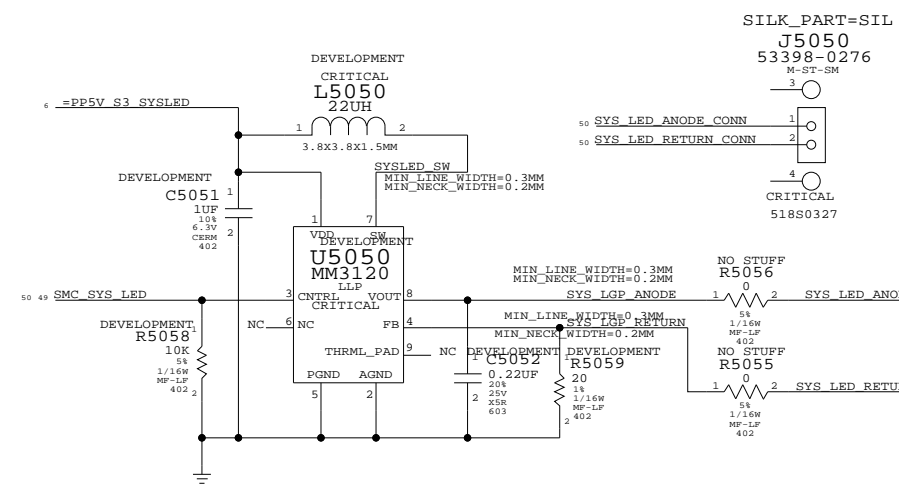 SILK_PART=SIL
J5050
53398-0276
M-ST-SM
3
DEVELOPMENT
CRITICAL
L5050
22UH
1
2
3.8X3.8X1.5MM
6 =PP5V_S3_SYSLED
50 SYS_LED_ANODE_CONN 1
50 SYS_LED_RETURN_CONN 2
4
CRITICAL
518S0327
SYSLED_SW
MIN_LINE_WIDTH=0.3MM
MIN_NECK_WIDTH=0.2MM
DEVELOPMENT
C5051
1
1UF
10%
6.3V
CERM
402
2
1
7
VDD
SW
DEVELOPMENT
U5050
MM3120
LLP
CRITICAL
3 CNTRL
VOUT 8
6 NC
NC
FB 4
THRML_PAD 9
NC
PGND
AGND
5
2
50 49 SMC_SYS_LED
DEVELOPMENT
1
R5058
10K
5%
1/16W
MF-LF
402
2
MIN_LINE_WIDTH=0.3MM
MIN_NECK_WIDTH=0.2MM
SYS_LGP_ANODE
MIN_LINE_WIDTH=0.3MM
SYS_LGP_RETURN
MIN_NECK_WIDTH=0.2MM
DEVELOPMENT
C5052
1
0.22UF
20%
25V
X5R
603
2
DEVELOPMENT
R5059
1
20
1%
1/16W
MF-LF
402
2
NO STUFF
R5056
0
1
2
SYS_LED_ANO
5%
1/16W
MF-LF
402
NO STUFF
R5055
0
1
2
SYS_LED_RETU
5%
1/16W
MF-LF
402